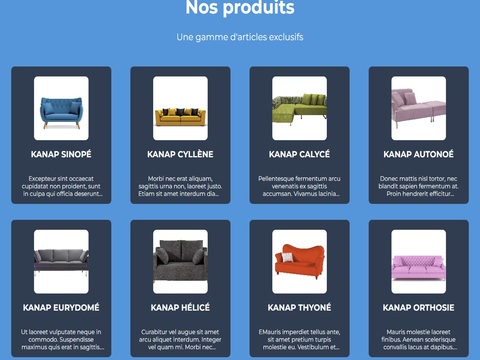 Nos produits
Une gamme d'articles exclusifs
KANAP SINOPÉ
Excepteur sint occaecat
cupidatat non proident, sunt
in culpa qui officia deserunt...
KANAP CYLLÈNE
Morbi nec erat aliquam,
sagittis urna non, laoreet justo.
Etiam sit amet interdum dia...
KANAP CALYCÉ
Pellentesque fermentum arcu
venenatis ex sagittis
accumsan. Vivamus lacinia...
KANAP AUTONOÉ
Donec mattis nisl tortor, nec
blandit sapien fermentum at.
Proin hendrerit efficitur...
KANAP EURYDOMÉ
Ut laoreet vulputate neque in
commodo. Suspendisse
maximus quis erat in sagittis...
KANAP HÉLICÉ
Curabitur vel augue sit amet
arcu aliquet interdum. Integer
vel quam mi. Morbi nec...
KANAP THYONÉ
EMauris imperdiet tellus ante,
sit amet pretium turpis
molestie eu. Vestibulum et...
KANAP ORTHOSIE
Mauris molestie laoreet
finibus. Aenean scelerisque
convallis lacus at dapibus...